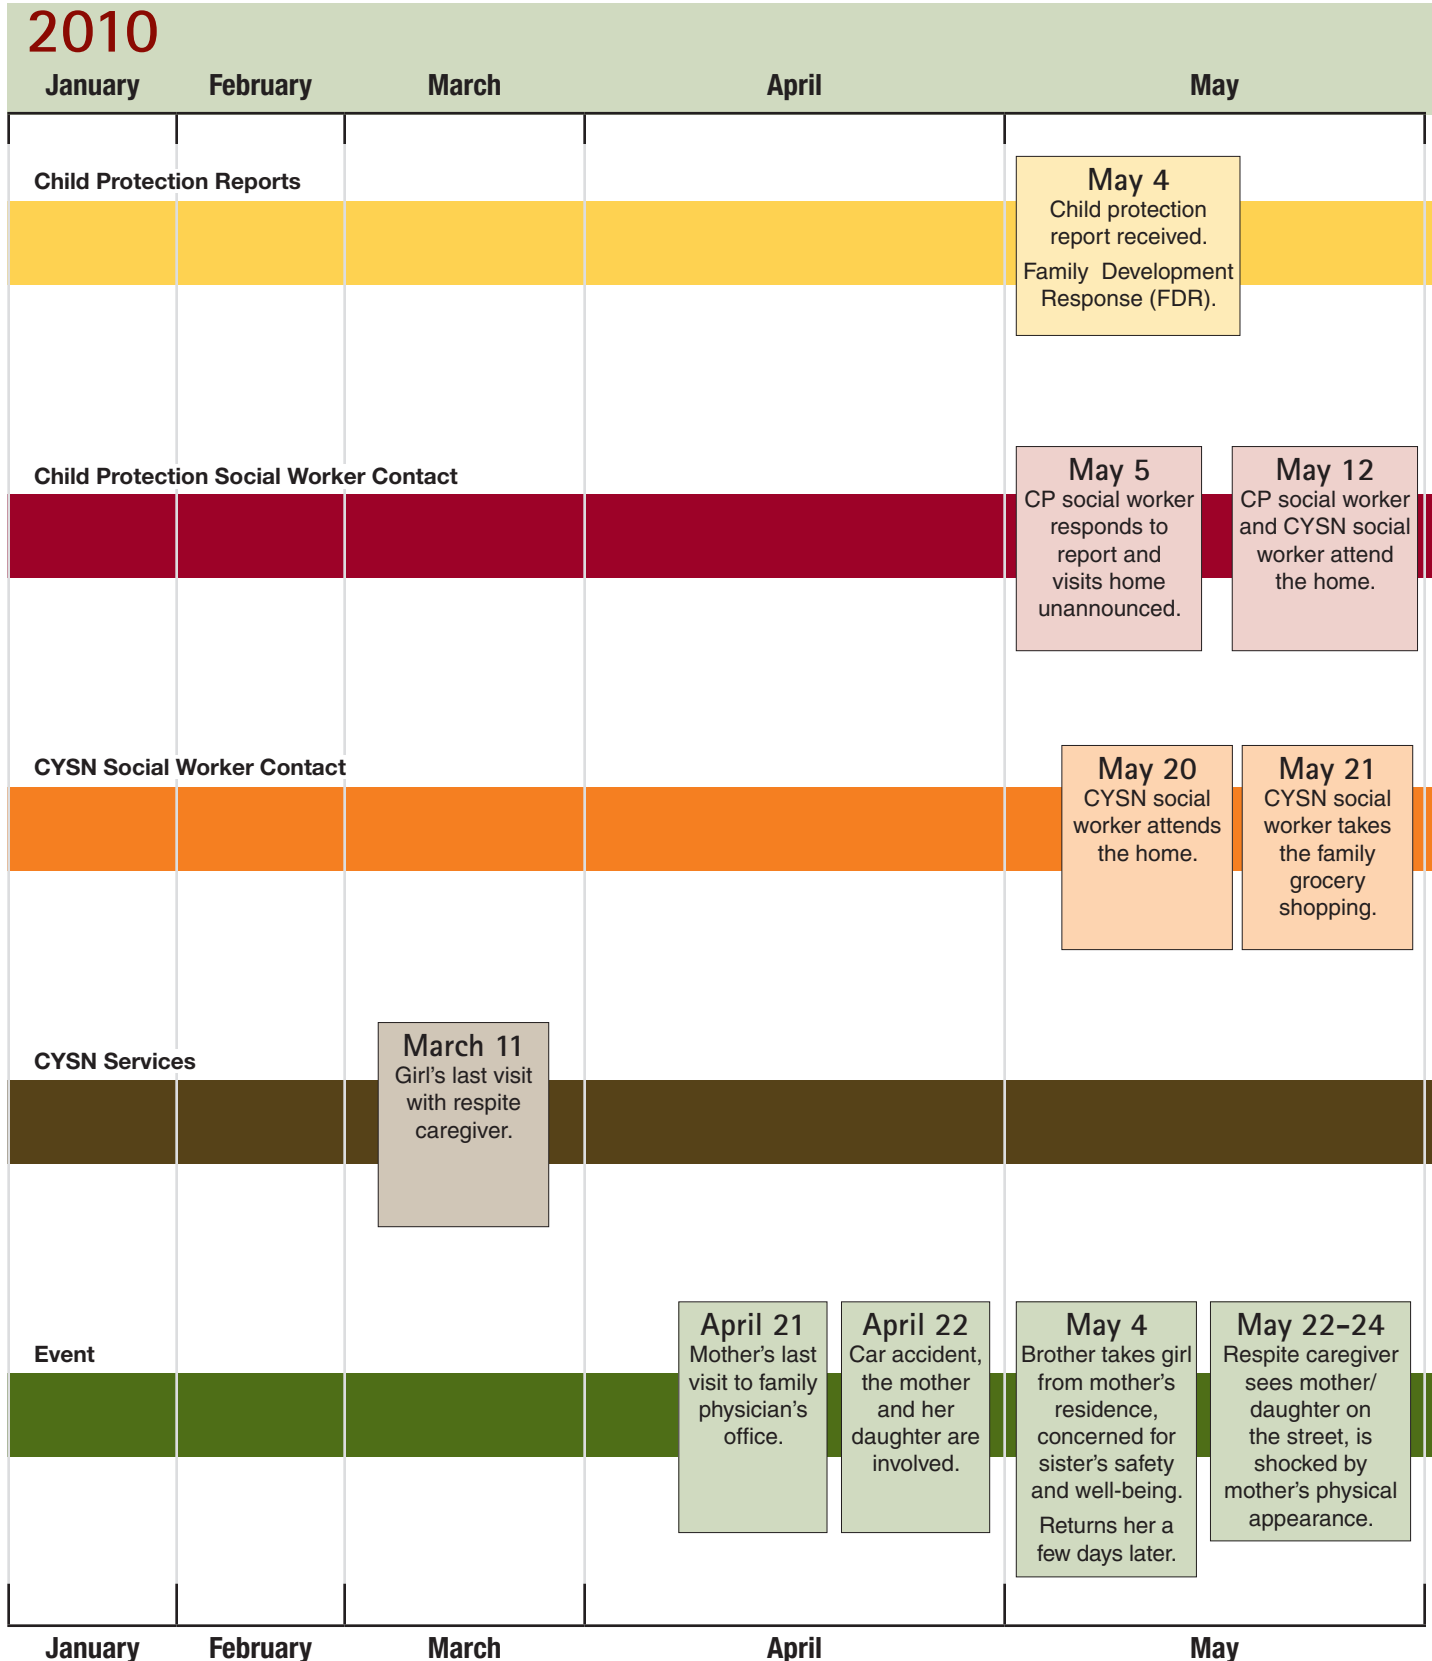 2010
January February March April May
Child Protection Reports
May 4
Child protection
report received.
Family Development
Response (FDR).
Child Protection Social Worker Contact
May 5
CP social worker
responds to
report and
visits home
unannounced.
May 12
CP social worker
and CYSN social
worker attend
the home.
CYSN Social Worker Contact
May 20
CYSN social
worker attends
the home.
May 21
CYSN social
worker takes
the family
grocery
shopping.
CYSN Services
March 11
Girl’s last visit
with respite
caregiver.
Event
April 21
Mother’s last
visit to family
physician’s
office.
April 22
Car accident,
the mother
and her
daughter are
involved.
May 4
Brother takes girl
from mother’s
residence,
concerned for
sister’s safety
and well-being.
Returns her a
few days later.
May 22–24
Respite caregiver
sees mother/
daughter on
the street, is
shocked by
mother’s physical
appearance.
January February March April May